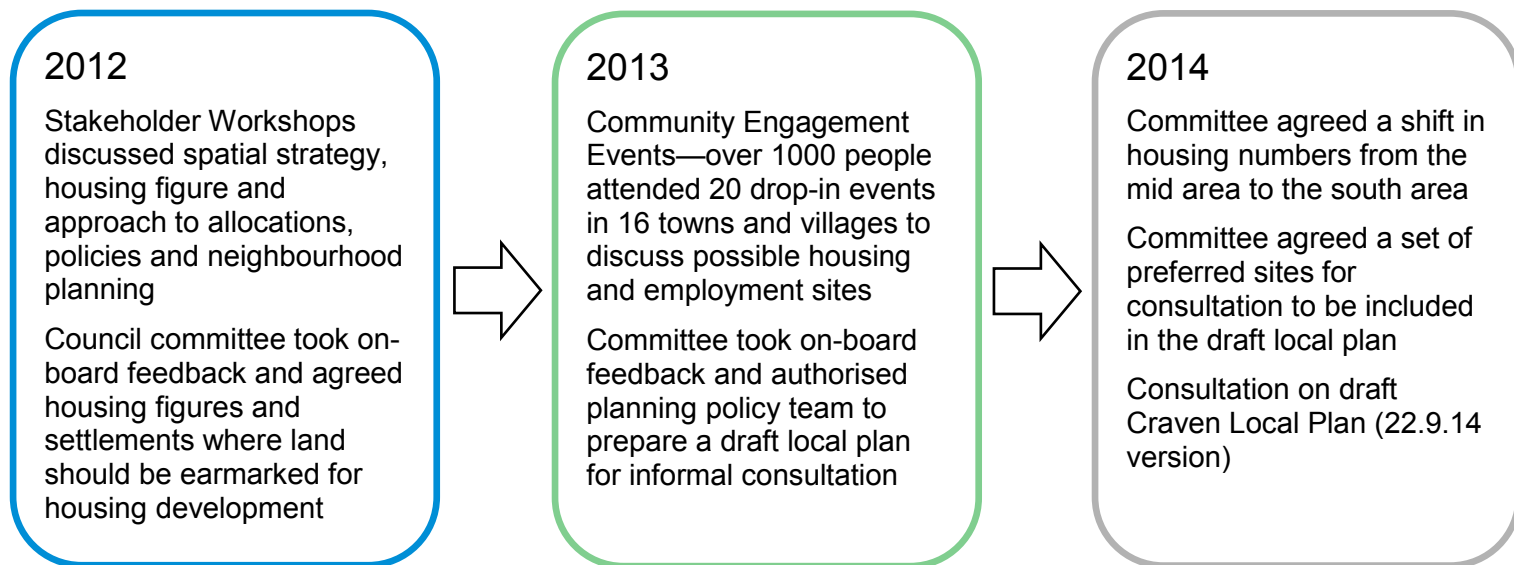 2012
Stakeholder Workshops
discussed spatial strategy,
housing figure and
approach to allocations,
policies and neighbourhood
planning
Council committee took on-
board feedback and agreed
housing figures and
settlements where land
should be earmarked for
housing development
2013
Community Engagement
Events—over 1000 people
attended 20 drop-in events
in 16 towns and villages to
discuss possible housing
and employment sites
Committee took on-board
feedback and authorised
planning policy team to
prepare a draft local plan
for informal consultation
2014
Committee agreed a shift in
housing numbers from the
mid area to the south area
Committee agreed a set of
preferred sites for
consultation to be included
in the draft local plan
Consultation on draft
Craven Local Plan (22.9.14
version)